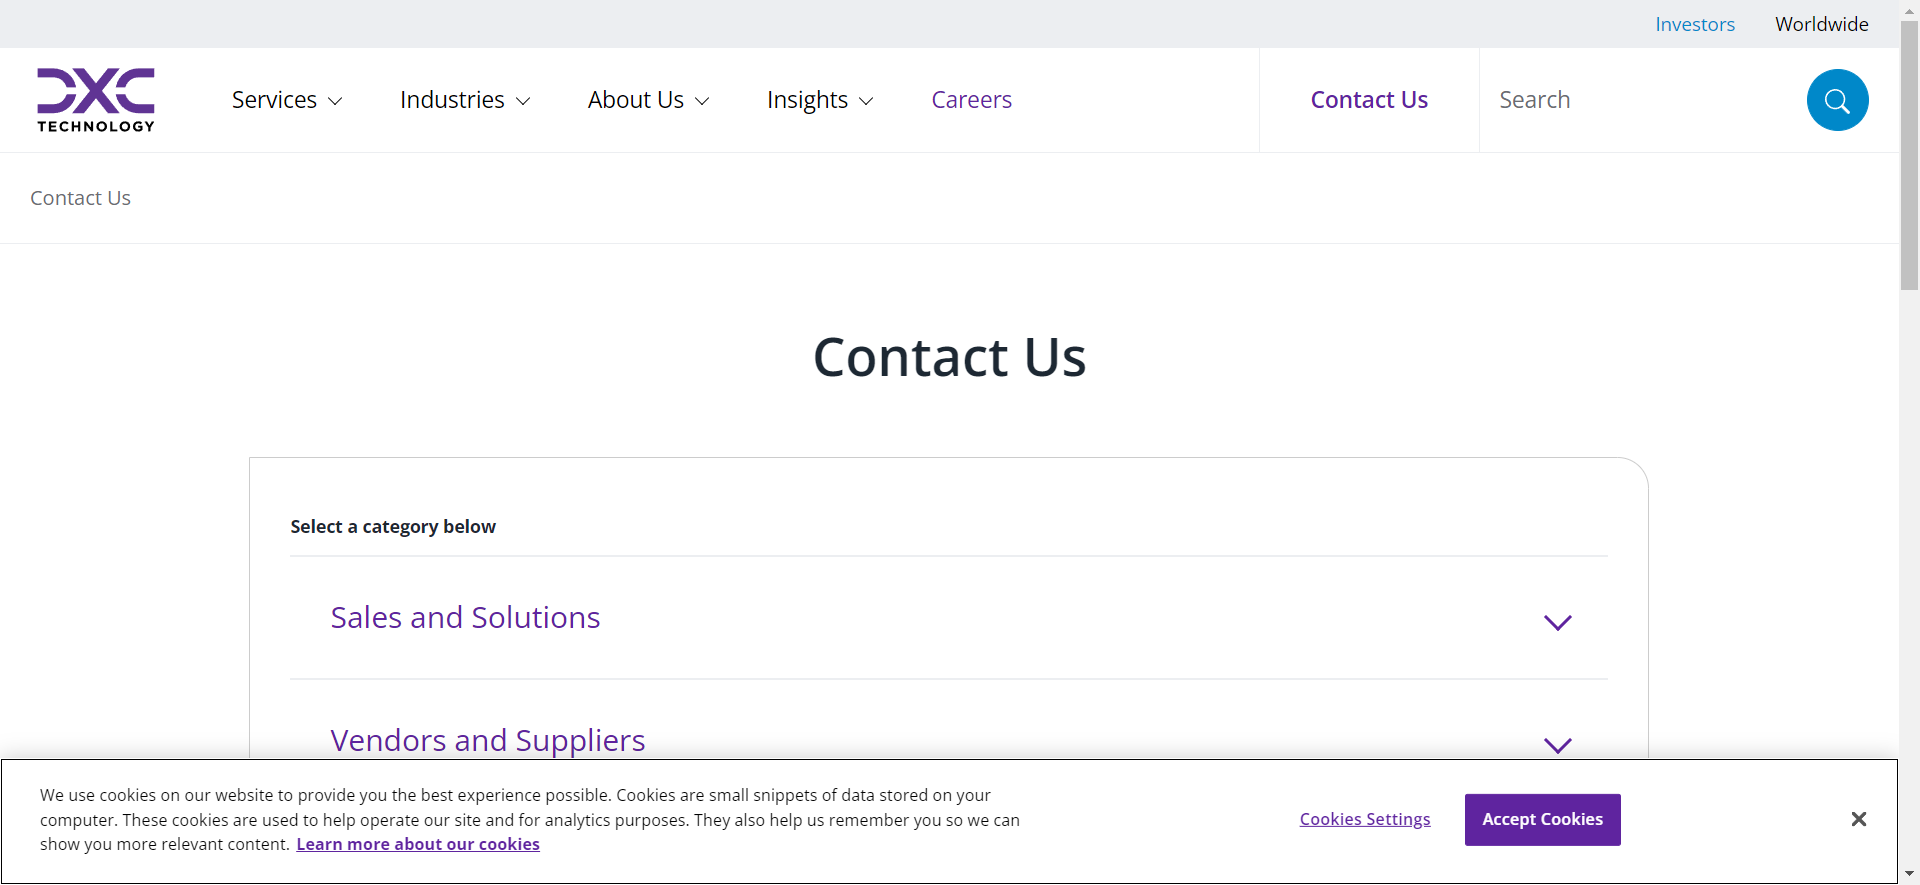 Investors Worldwide
DXC TECHNOLOGY
Services Industries About Us Insights Careers Contact Us Search
Contact Us
Contact Us
Select a category below
Sales and Solutions
Vendors and Suppliers
We use cookies on our website to provide you the best experience possible. Cookies are small snippets of data stored on your
computer. These cookies are used to help operate our site and for analytics purposes. They also help us remember you so we can
show you more relevant content. Learn more about our cookies
Cookies Settings
Accept Cookies